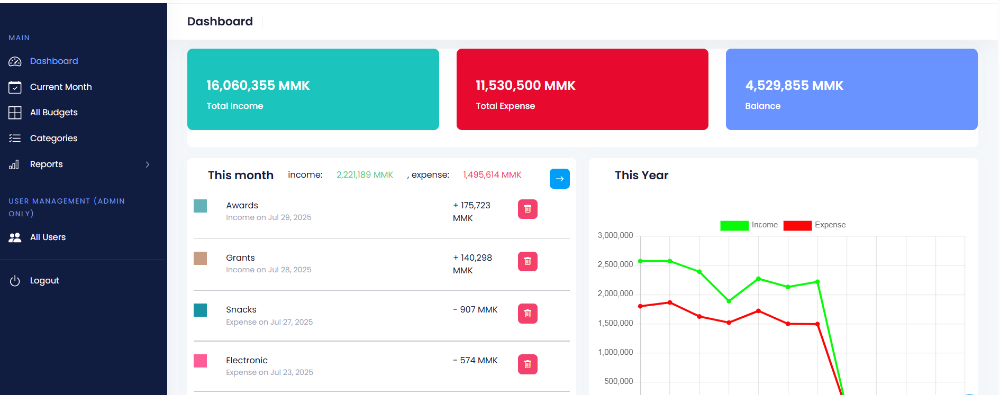 Dashboard
MAIN
Dashboard
Current Month
All Budgets
Categories
Reports
USER MANAGEMENT (ADMIN
ONLY)
All Users
Logout
16,060,355 MMK
Total Income
11,530,500 MMK
Total Expense
4,529,855 MMK
Balance
This month income: 2,221,189 MMK , expense: 1,495,614 MMK
Awards
Income on Jul 29, 2025
+ 175,723
MMK
Grants
Income on Jul 28, 2025
+ 140,298
MMK
Snacks
Expense on Jul 27, 2025
- 907 MMK
Electronic
Expense on Jul 23, 2025
- 574 MMK
This Year
Income Expense
3,000,000
2,500,000
2,000,000
1,500,000
1,000,000
500,000